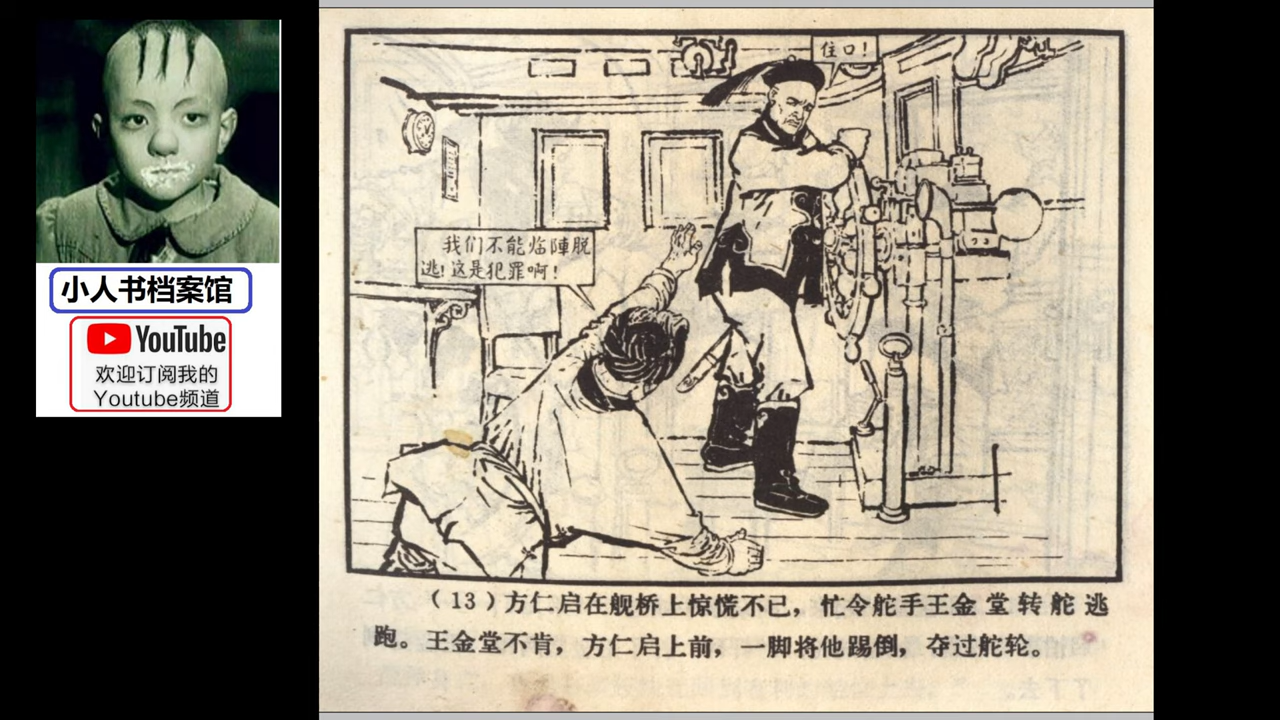 小人书档案馆
YouTube
欢迎订阅我的
Youtube频道
住口!
我们不能临陣脱
逃!这是犯罪啊!
(13)方仁启在舰桥上惊慌不已,忙令舵手王金堂转舵逃
跑。王金堂不肯,方仁启上前,一脚将他踢倒,夺过舵轮。